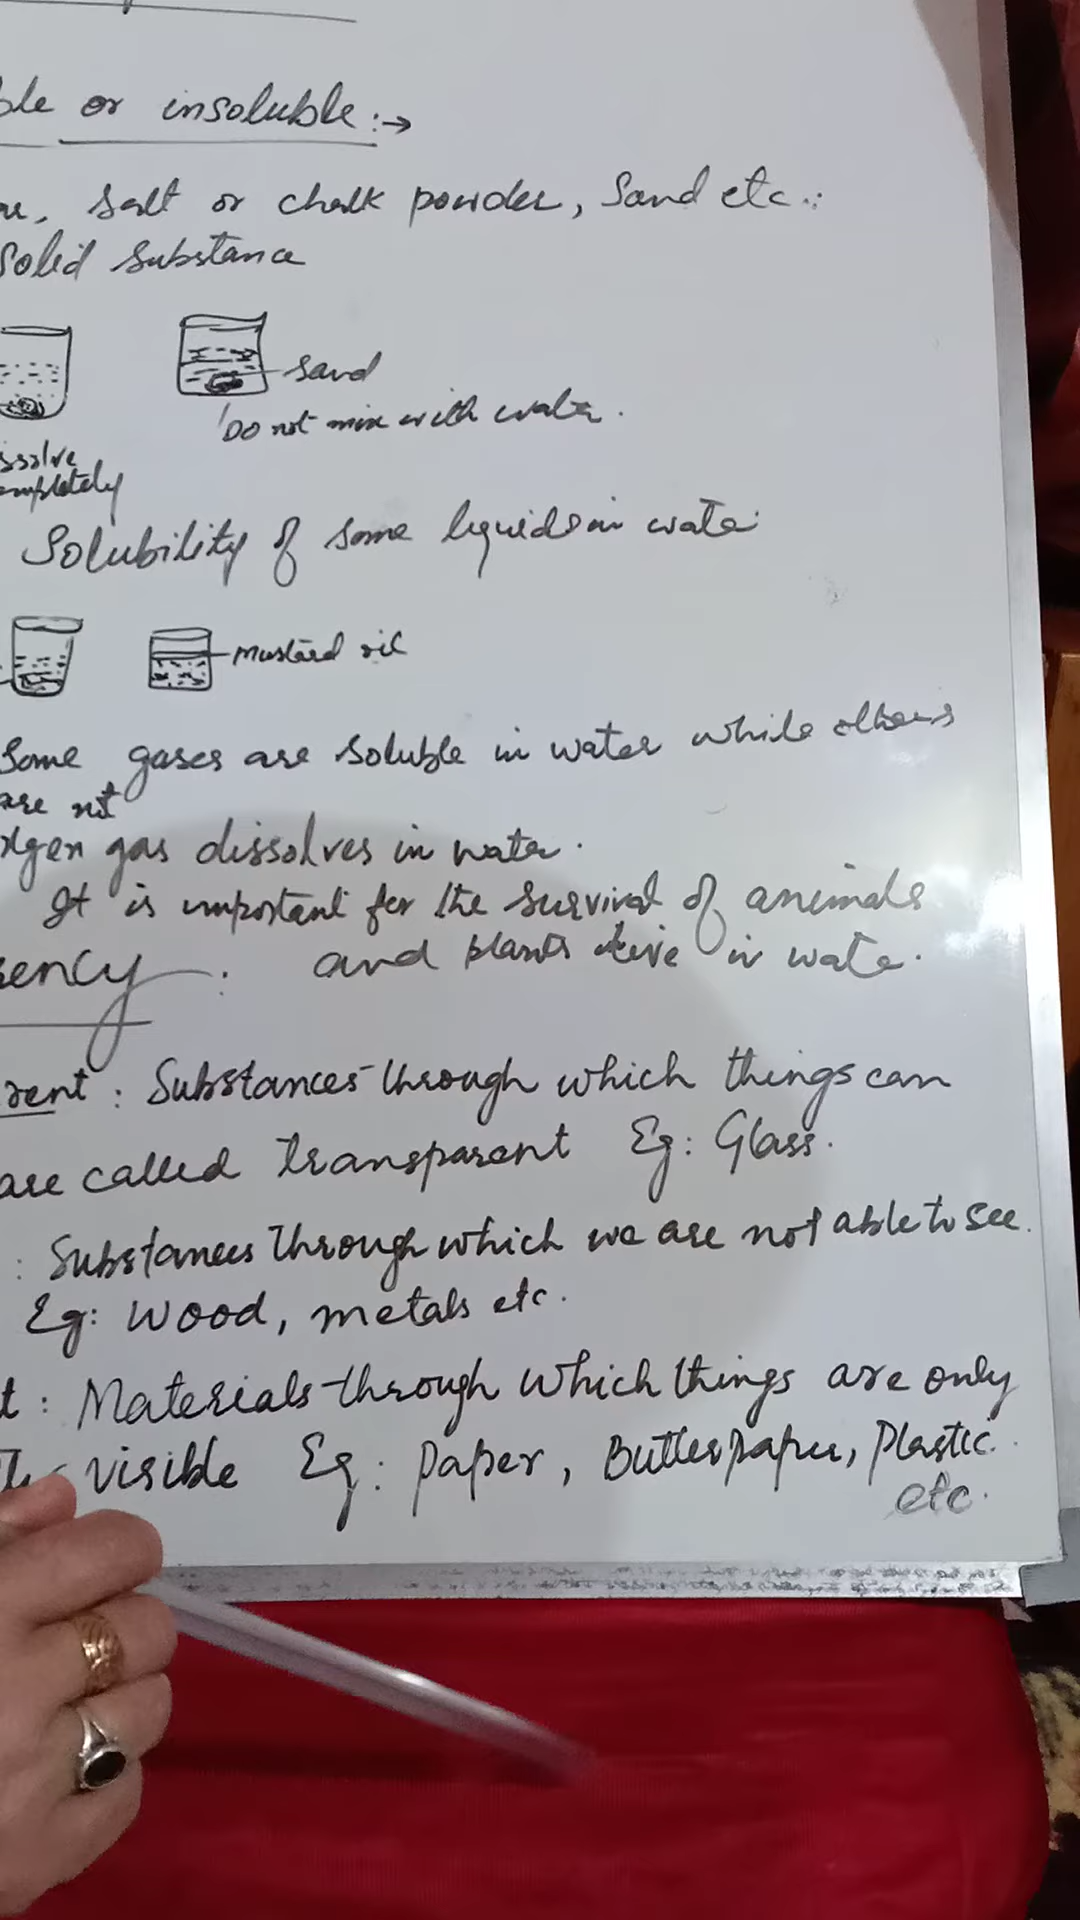 ble or insoluble :→
salt or chalk powder, Sand etc.:
Solid substance
Sand
Do not mix with water.
issolve
ompletely
Solubility of some liquids in water
mustard oil
Some gases are soluble in water while others
are not
xgen gas dissolves in water.
It is important for the survival of animals
and plants live in water.
rency :
rent : Substances through which things can
are called transparent Eg: Glass.
: Substances through which we are not able to see.
Eg: Wood, metals etc.
t : Materials through which things are only
visible Eg: paper, Butter paper, Plastic
etc.